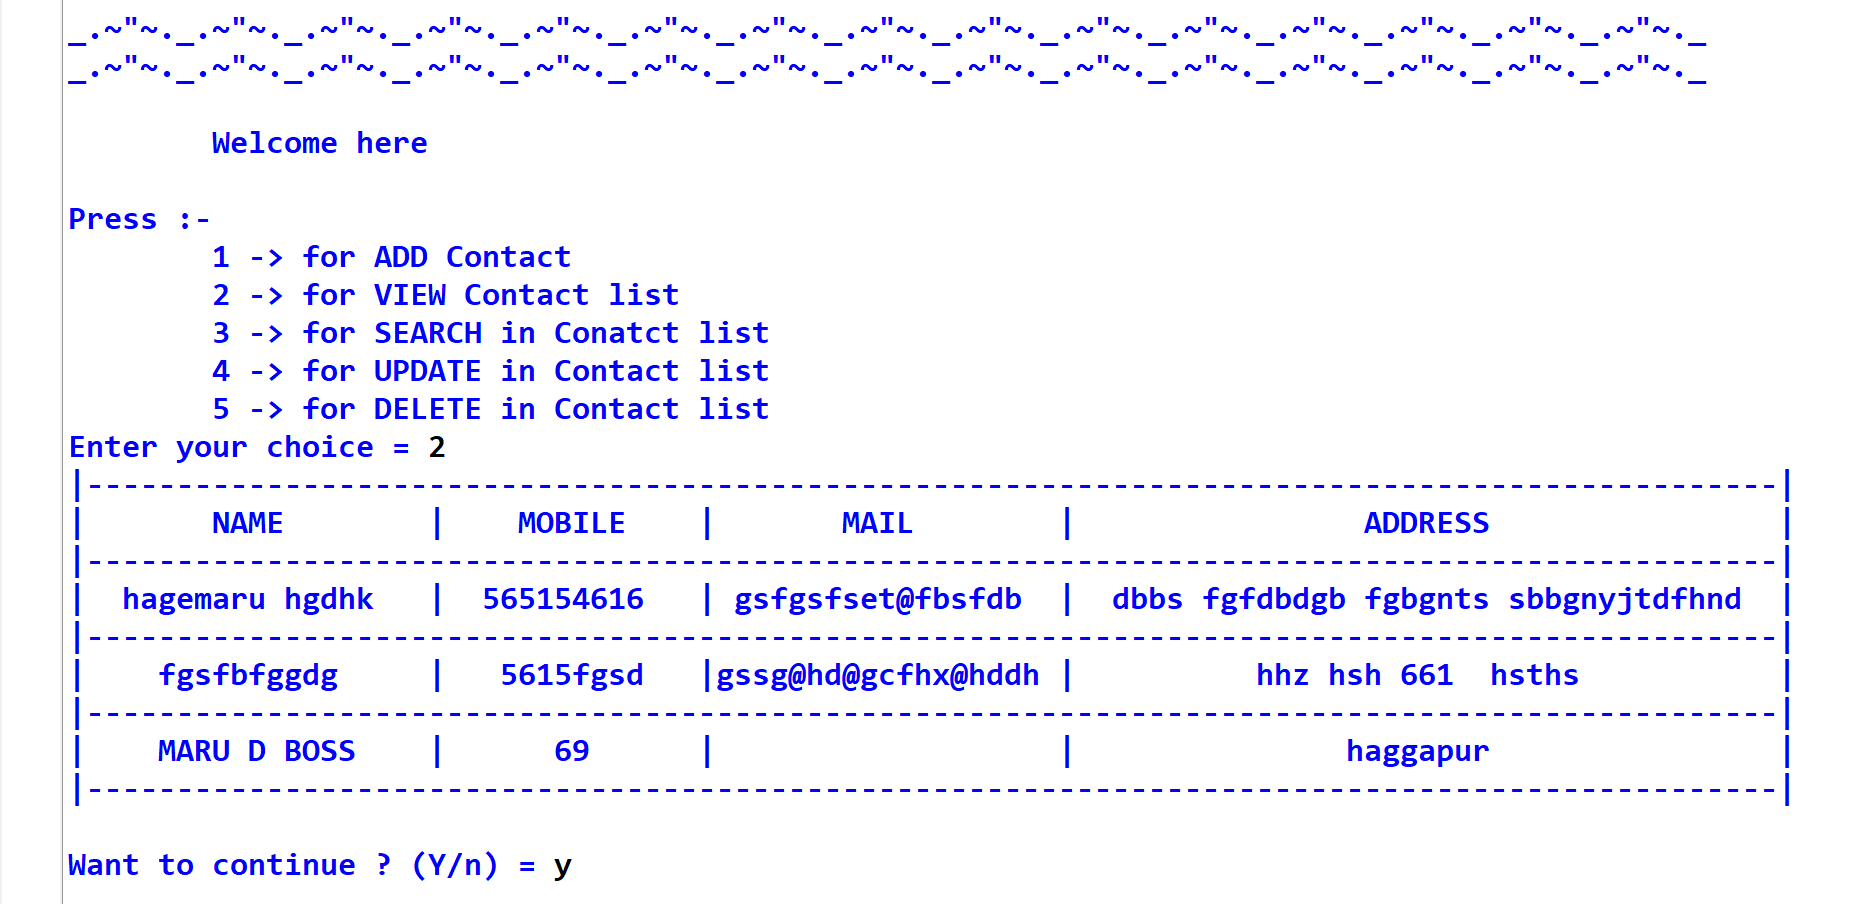 _.~"~._.~"~._.~"~._.~"~._.~"~._.~"~._.~"~._.~"~._.~"~._.~"~._.~"~._.~"~._.~"~._.~"~._.~"~._
_.~"~._.~"~._.~"~._.~"~._.~"~._.~"~._.~"~._.~"~._.~"~._.~"~._.~"~._.~"~._.~"~._.~"~._.~"~._
Welcome here
Press :-
1 -> for ADD Contact
2 -> for VIEW Contact list
3 -> for SEARCH in Conatct list
4 -> for UPDATE in Contact list
5 -> for DELETE in Contact list
Enter your choice = 2
|----------------------------------------------------------------------------------------------|
| NAME | MOBILE | MAIL | ADDRESS |
|----------------------------------------------------------------------------------------------|
| hagemaru hgdhk | 565154616 | gsfgsfset@fbsfdb | dbbs fgfdbdgb fgbgnts sbbgnyjtdfhnd |
|----------------------------------------------------------------------------------------------|
| fgsfbfggdg | 5615fgsd |gssg@hd@gcfhx@hddh | hhz hsh 661  hsths |
|----------------------------------------------------------------------------------------------|
| MARU D BOSS | 69 | | haggapur |
|----------------------------------------------------------------------------------------------|
Want to continue ? (Y/n) = y